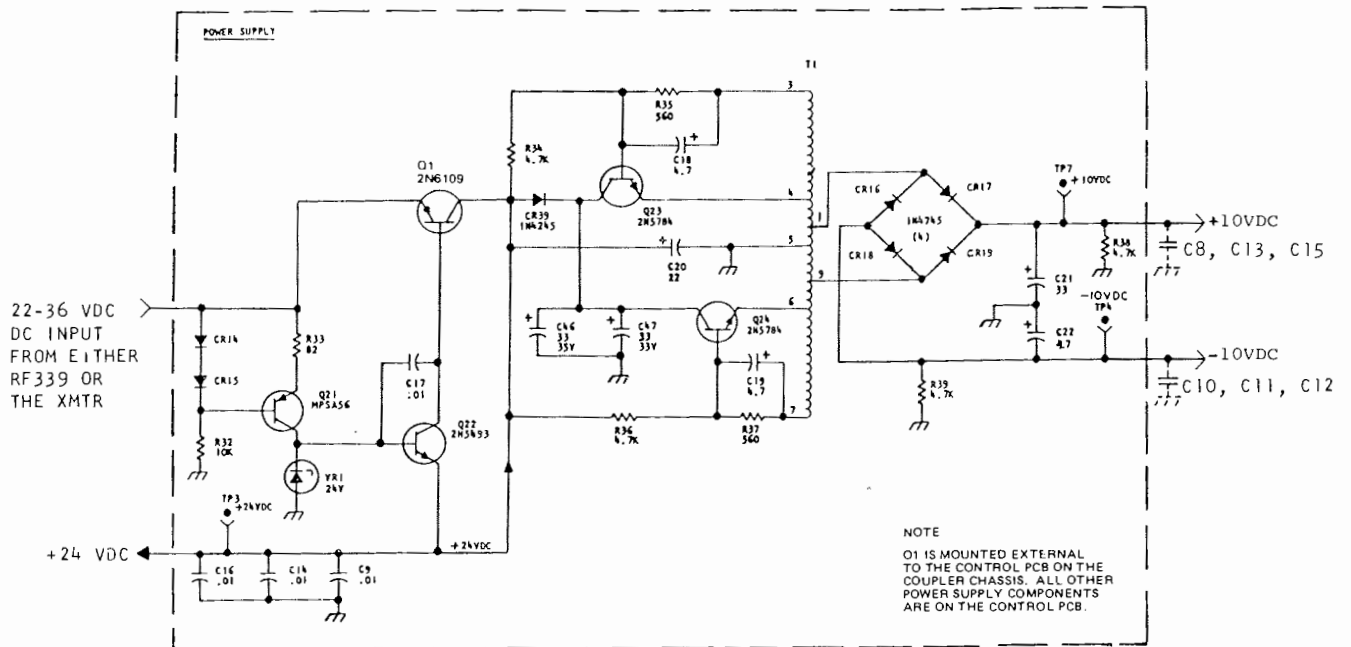 POWER SUPPLY
T1
3
R35
560
C18
4.7
+
R34
4.7K
Q1
2N6109
Q23
2N5784
4
CR39
1N4245
1
5
+
C20
22
9
CR16
CR17
1N4745
(4)
CR18
CR19
TP7
+10VDC
R38
4.7K
+10VDC
C8, C13, C15
+
C21
33
-10VDC
TP4
+
C22
4.7
-10VDC
C10, C11, C12
R39
4.7K
22-36 VDC
DC INPUT
FROM EITHER
RF339 OR
THE XMTR
CR14
CR15
R33
82
Q21
MPSA56
R32
10K
VR1
24V
C17
.01
Q22
2N5493
+
C46
33
35V
+
C47
33
33V
6
Q24
2N5784
+
C19
4.7
7
R36
4.7K
R37
560
TP3
+24VDC
+24 VDC
+24VDC
C16
.01
C14
.01
C9
.01
NOTE
Q1 IS MOUNTED EXTERNAL
TO THE CONTROL PCB ON THE
COUPLER CHASSIS. ALL OTHER
POWER SUPPLY COMPONENTS
ARE ON THE CONTROL PCB.